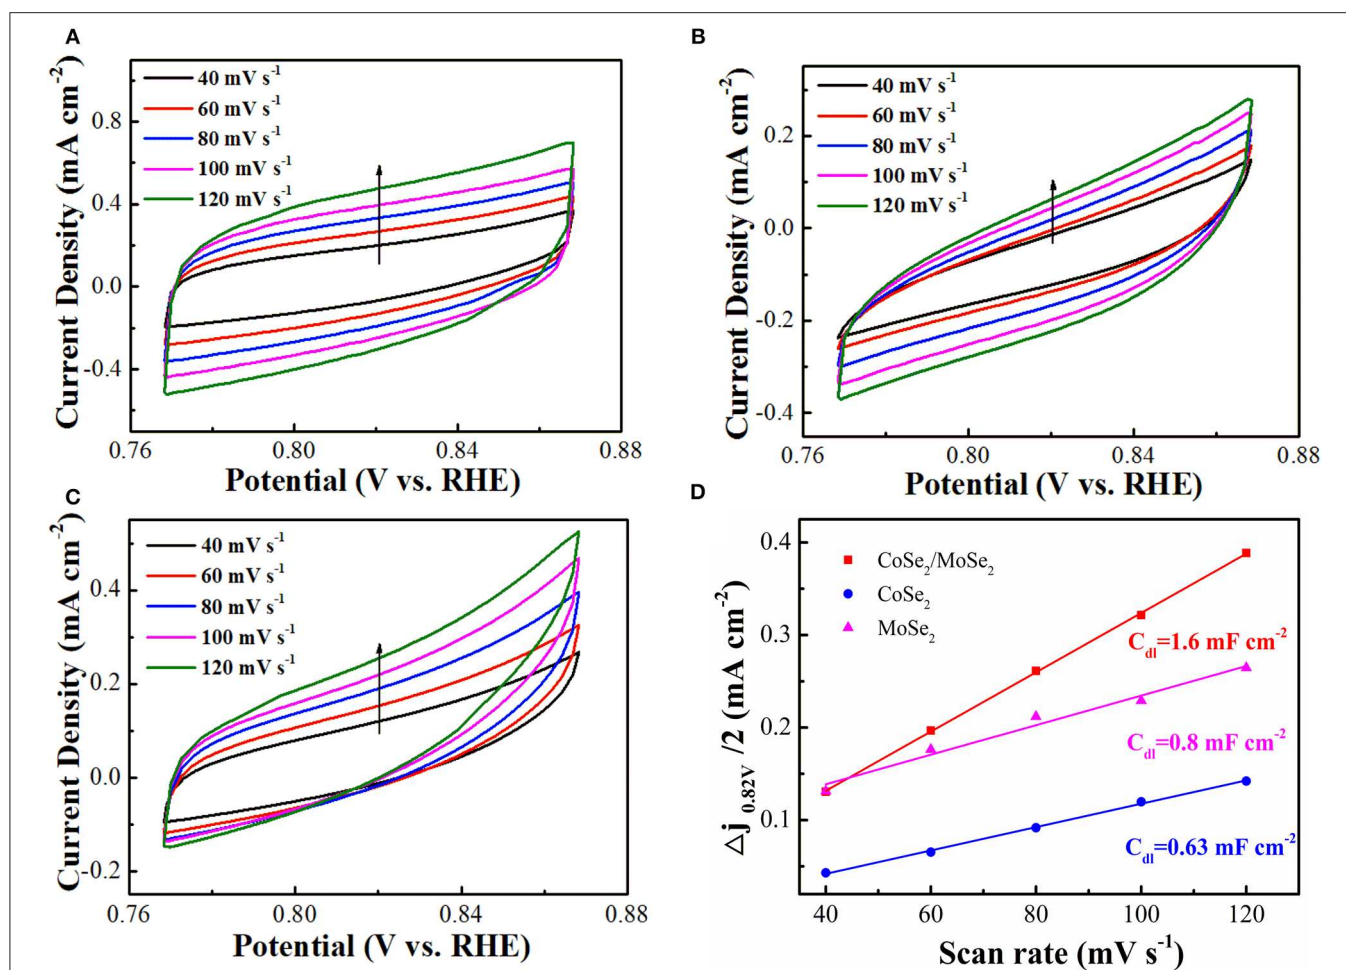 A
Current Density (mA cm⁻²)
0.8
0.4
0.0
-0.4
40 mV s⁻¹
60 mV s⁻¹
80 mV s⁻¹
100 mV s⁻¹
120 mV s⁻¹
0.76 0.80 0.84 0.88
Potential (V vs. RHE)
B
Current Density (mA cm⁻²)
0.2
0.0
-0.2
-0.4
40 mV s⁻¹
60 mV s⁻¹
80 mV s⁻¹
100 mV s⁻¹
120 mV s⁻¹
0.76 0.80 0.84 0.88
Potential (V vs. RHE)
C
Current Density (mA cm⁻²)
0.4
0.2
0.0
-0.2
40 mV s⁻¹
60 mV s⁻¹
80 mV s⁻¹
100 mV s⁻¹
120 mV s⁻¹
0.76 0.80 0.84 0.88
Potential (V vs. RHE)
D
△j₀.₈₂V/2 (mA cm⁻²)
0.4
0.3
0.2
0.1
CoSe₂/MoSe₂
CoSe₂
MoSe₂
Cdl=1.6 mF cm⁻²
Cdl=0.8 mF cm⁻²
Cdl=0.63 mF cm⁻²
40 60 80 100 120
Scan rate (mV s⁻¹)